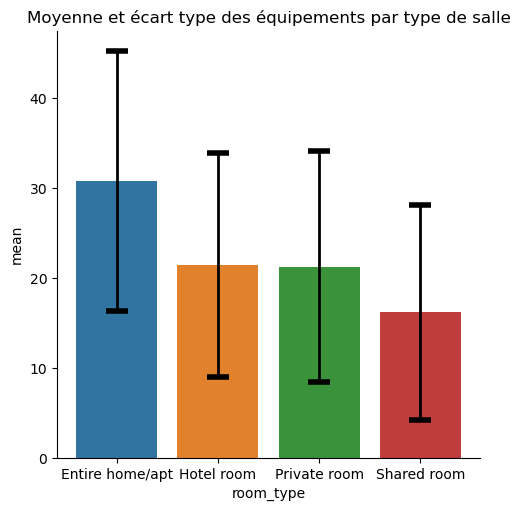 Moyenne et écart type des équipements par type de salle
40
30
20
10
0
mean
Entire home/apt Hotel room Private room Shared room
room_type